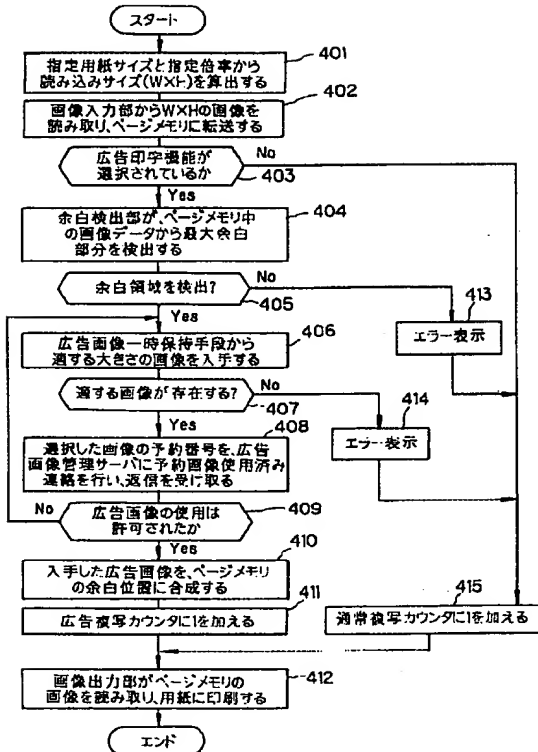 スタート
401
指定用紙サイズと指定倍率から
読み込みサイズ(W×H)を算出する
402
画像入力部からW×Hの画像を
読み取り、ページメモリに転送する
広告印字機能が
選択されているか
No
403
Yes
404
余白検出部が、ページメモリ中
の画像データから最大余白
部分を検出する
余白領域を検出?
No
405
413
エラー表示
Yes
406
広告画像一時保持手段から
適する大きさの画像を入手する
適する画像が存在する?
No
407
414
エラー表示
Yes
408
選択した画像の予約番号を、広告
画像管理サーバに予約画像使用済み
連絡を行い、返信を受け取る
No
409
広告画像の使用は
許可されたか
Yes
410
入手した広告画像を、ページメモリ
の余白位置に合成する
411
広告複写カウンタに1を加える
415
通常複写カウンタに1を加える
画像出力部がページメモリの
画像を読み取り、用紙に印刷する
412
エンド